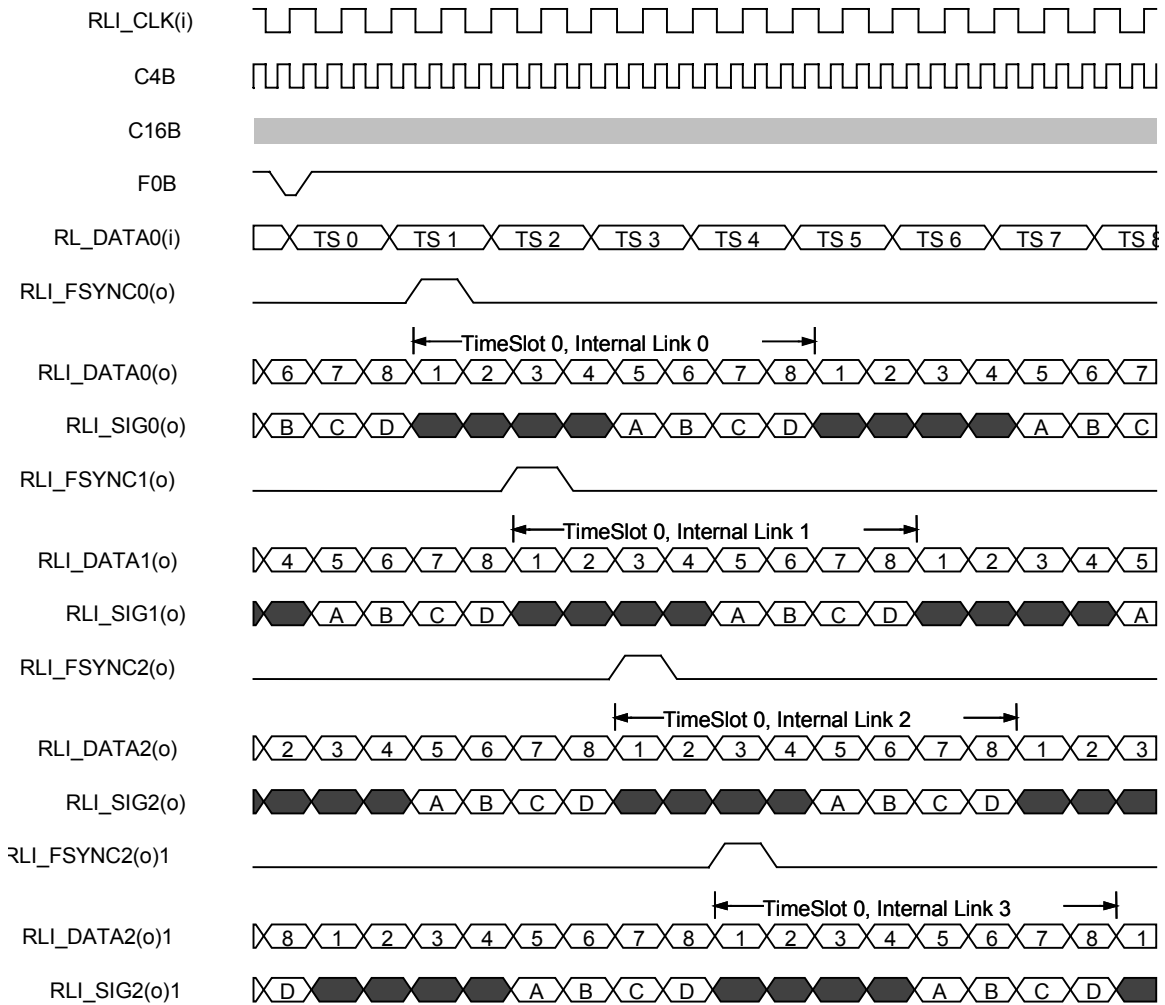 RLI_CLK(i)
C4B
C16B
F0B
RL_DATA0(i) TS 0 TS 1 TS 2 TS 3 TS 4 TS 5 TS 6 TS 7 TS 8
RLI_FSYNC0(o)
TimeSlot 0, Internal Link 0
RLI_DATA0(o) 6 7 8 1 2 3 4 5 6 7 8 1 2 3 4 5 6 7
RLI_SIG0(o) B C D A B C D A B C
RLI_FSYNC1(o)
TimeSlot 0, Internal Link 1
RLI_DATA1(o) 4 5 6 7 8 1 2 3 4 5 6 7 8 1 2 3 4 5
RLI_SIG1(o) A B C D A B C D A
RLI_FSYNC2(o)
TimeSlot 0, Internal Link 2
RLI_DATA2(o) 2 3 4 5 6 7 8 1 2 3 4 5 6 7 8 1 2 3
RLI_SIG2(o) A B C D A B C D
RLI_FSYNC2(o)1
TimeSlot 0, Internal Link 3
RLI_DATA2(o)1 8 1 2 3 4 5 6 7 8 1 2 3 4 5 6 7 8 1
RLI_SIG2(o)1 D A B C D A B C D